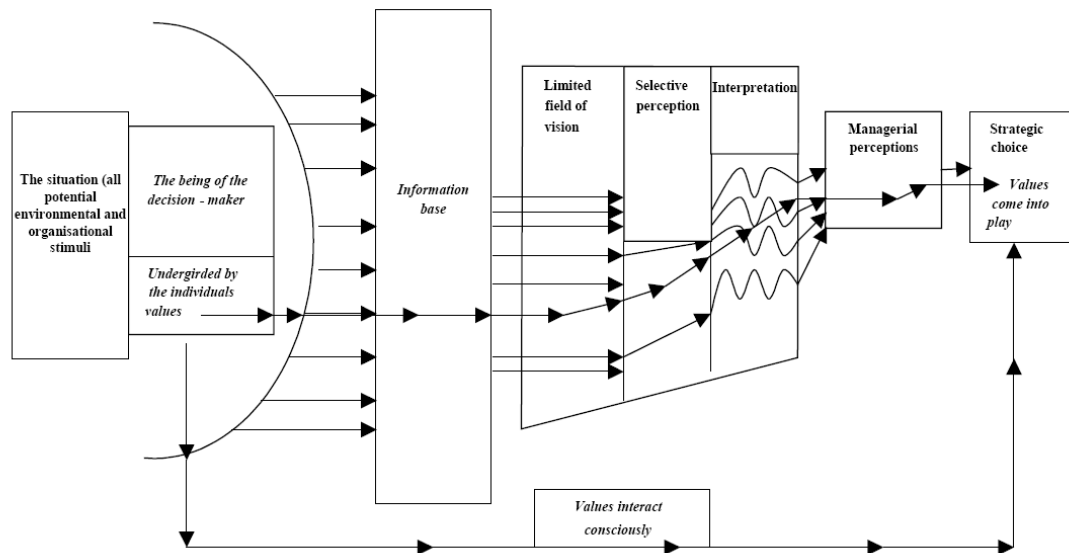 The situation (all
potential
environmental and
organisational
stimuli
The being of the
decision - maker
Undergirded by
the individuals
values
Information
base
Limited
field of
vision
Selective
perception
Interpretation
Managerial
perceptions
Strategic
choice
Values
come into
play
Values interact
consciously